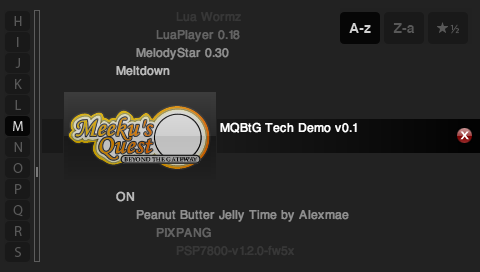 H
I
J
K
L
M
N
O
P
Q
R
S
Lua Wormz
LuaPlayer 0.18
MelodyStar 0.30
Meltdown
A-z
Z-a
★½
Meeku's Quest
BEYOND THE GATEWAY
MQBtG Tech Demo v0.1
ON
Peanut Butter Jelly Time by Alexmae
PIXPANG
PSP7800-v1.2.0-fw5x